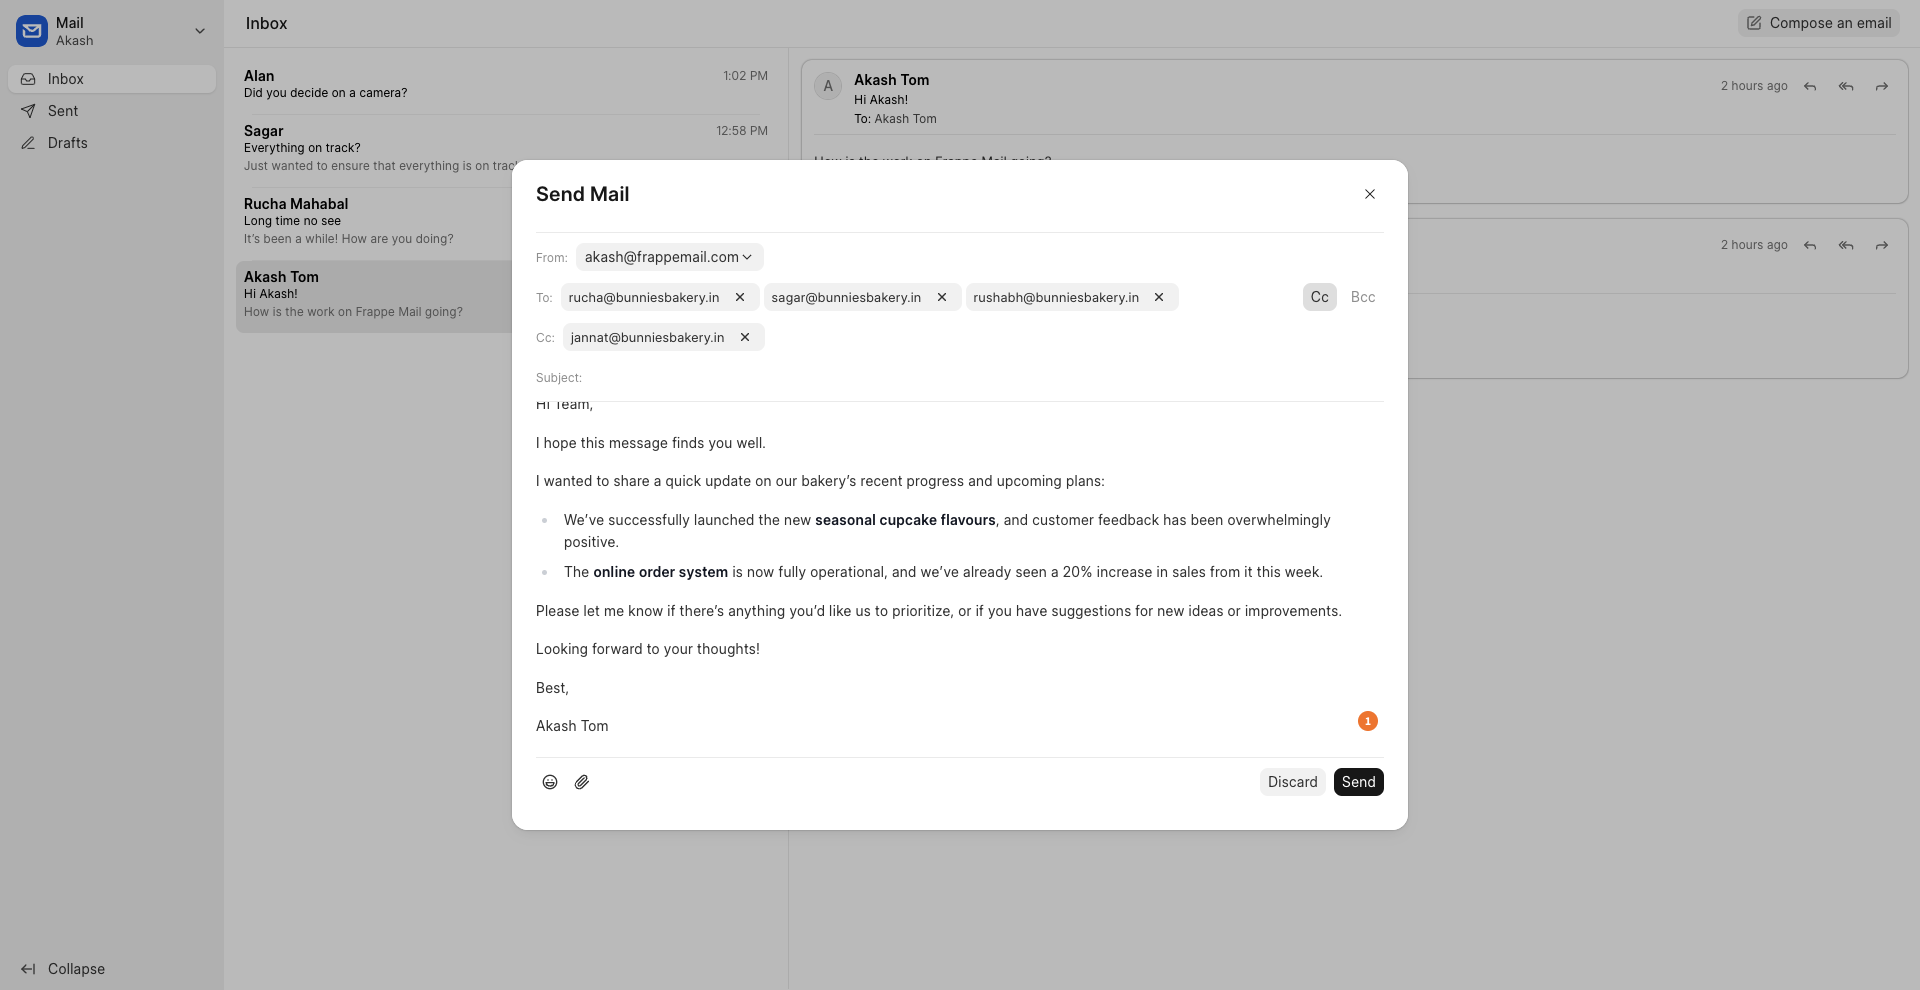 Mail
Akash
Inbox
Sent
Drafts
Collapse
Inbox
Compose an email
Alan
1:02 PM
Did you decide on a camera?
Sagar
12:58 PM
Everything on track?
Just wanted to ensure that everything is on track
Rucha Mahabal
Long time no see
It's been a while! How are you doing?
Akash Tom
Hi Akash!
How is the work on Frappe Mail going?
A
Akash Tom
2 hours ago
Hi Akash!
To: Akash Tom
How is the work on Frappe Mail going?
2 hours ago
Send Mail
From: akash@frappemail.com
To: rucha@bunniesbakery.in sagar@bunniesbakery.in rushabh@bunniesbakery.in Cc Bcc
Cc: jannat@bunniesbakery.in
Subject:
Hi Team,
I hope this message finds you well.
I wanted to share a quick update on our bakery's recent progress and upcoming plans:
• We've successfully launched the new seasonal cupcake flavours, and customer feedback has been overwhelmingly
positive.
• The online order system is now fully operational, and we've already seen a 20% increase in sales from it this week.
Please let me know if there's anything you'd like us to prioritize, or if you have suggestions for new ideas or improvements.
Looking forward to your thoughts!
Best,
Akash Tom
1
Discard
Send